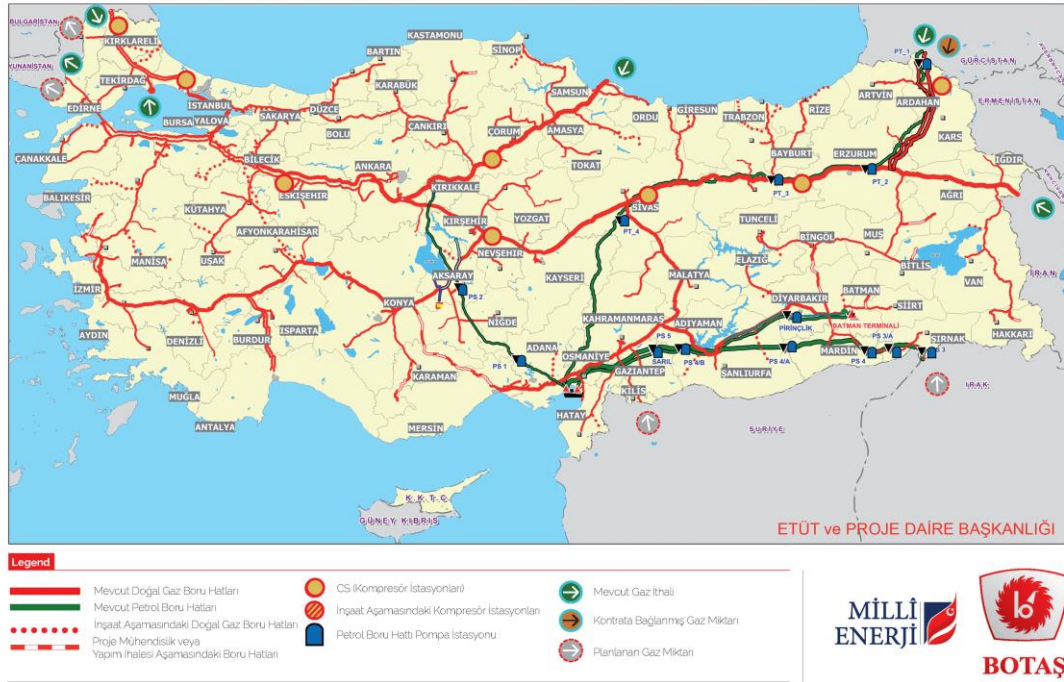 BULGARİSTAN
KASTAMONU
SİNOP
PT_1
GÜRCİSTAN
KIRKLARELİ
BARTIN
YUNANİSTAN
TEKİRDAĞ
KARABÜK
SAMSUN
ARTVİN
ERMENİSTAN
EDİRNE
İSTANBUL
DÜZCE
ORDU
GİRESUN
TRABZON
RİZE
ARDAHAN
BURSA
YALOVA
SAKARYA
BOLU
ÇANKIRI
ÇORUM
AMASYA
KARS
ÇANAKKALE
BİLECİK
ANKARA
TOKAT
BAYBURT
ERZURUM
IĞDIR
BALIKESİR
ESKİŞEHİR
KIRIKKALE
SİVAS
PT_3
PT_2
AĞRI
KÜTAHYA
KIRŞEHİR
YOZGAT
PT_4
TUNCELİ
MUŞ
AFYONKARAHİSAR
NEVŞEHİR
BİNGÖL
MANİSA
UŞAK
AKSARAY
KAYSERİ
MALATYA
ELAZIĞ
BİTLİS
VAN
İRAN
İZMİR
KONYA
PS 2
NİĞDE
KAHRAMANMARAŞ
DİYARBAKIR
BATMAN
SİİRT
AYDIN
DENİZLİ
BURDUR
ISPARTA
ADIYAMAN
PİRİNÇLİK
BATMAN TERMİNALİ
HAKKARİ
ADANA
OSMANİYE
PS 5
PS 3/A
ŞIRNAK
PS 1
GAZİANTEP
SARIL
PS 4/B
PS 4/A
MARDİN
PS 4
PS 3
KARAMAN
ŞANLIURFA
MUĞLA
KİLİS
IRAK
ANTALYA
MERSİN
HATAY
SURİYE
K.K.T.C.
GÜNEY KIBRIS
ETÜT ve PROJE DAİRE BAŞKANLIĞI
Legend
Mevcut Doğal Gaz Boru Hatları
Mevcut Petrol Boru Hatları
İnşaat Aşamasındaki Doğal Gaz Boru Hatları
Proje Mühendislik veya
Yapım İhalesi Aşamasındaki Boru Hatları
CS (Kompresör İstasyonları)
İnşaat Aşamasındaki Kompresör İstasyonları
Petrol Boru Hattı Pompa İstasyonu
Mevcut Gaz İthali
Kontrata Bağlanmış Gaz Miktarı
Planlanan Gaz Miktarı
MİLLİ
ENERJİ
BOTAŞ